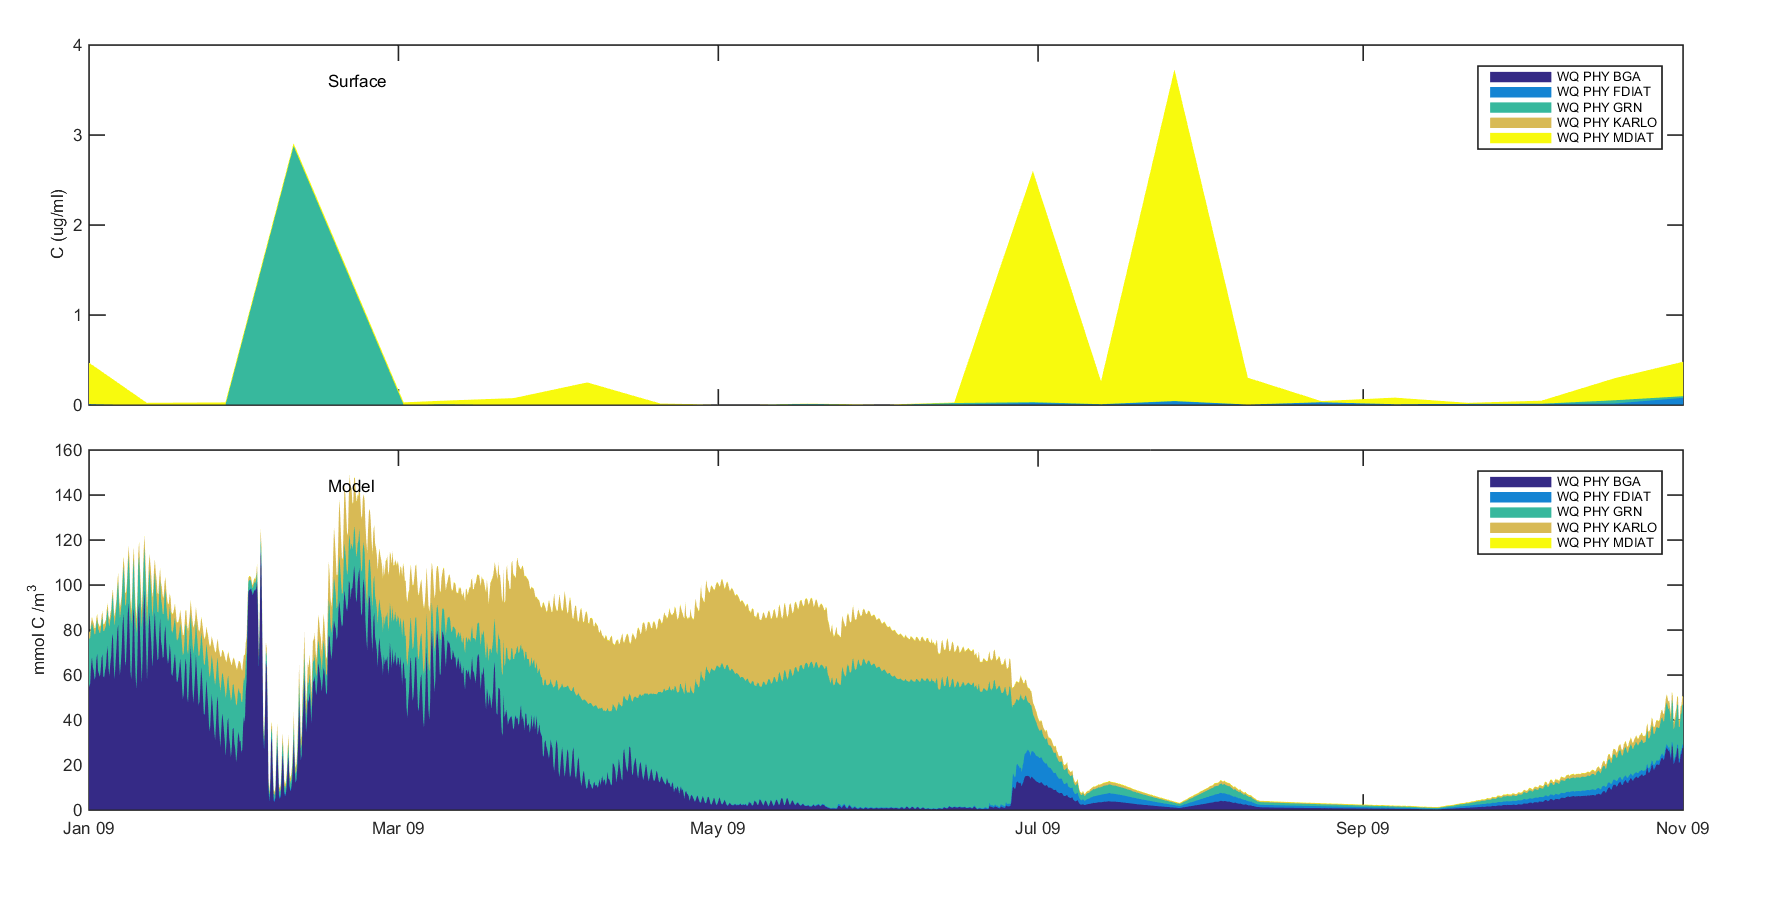 4
3
2
1
0
C (ug/ml)
Surface
WQ PHY BGA
WQ PHY FDIAT
WQ PHY GRN
WQ PHY KARLO
WQ PHY MDIAT
160
140
120
100
80
60
40
20
0
mmol C /m³
Model
WQ PHY BGA
WQ PHY FDIAT
WQ PHY GRN
WQ PHY KARLO
WQ PHY MDIAT
Jan 09 Mar 09 May 09 Jul 09 Sep 09 Nov 09